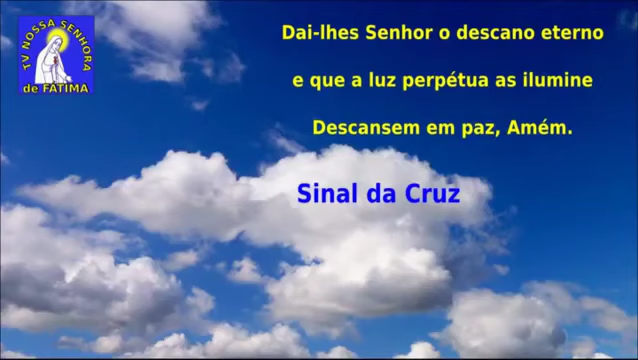 TV NOSSA SENHORA
de FÁTIMA
Dai-lhes Senhor o descano eterno
e que a luz perpétua as ilumine
Descansem em paz, Amém.
Sinal da Cruz